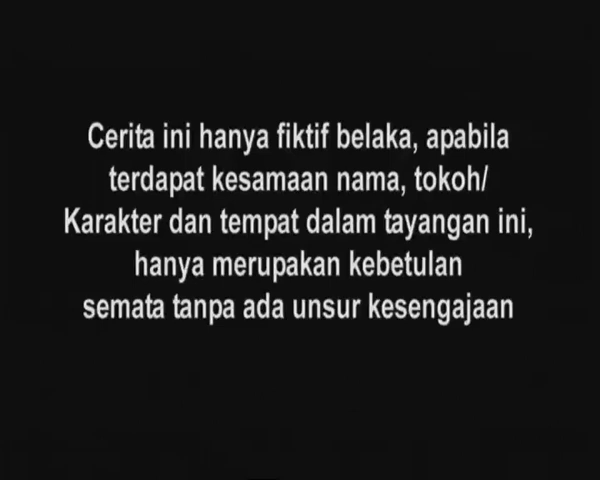 Cerita ini hanya fiktif belaka, apabila
terdapat kesamaan nama, tokoh/
Karakter dan tempat dalam tayangan ini,
hanya merupakan kebetulan
semata tanpa ada unsur kesengajaan